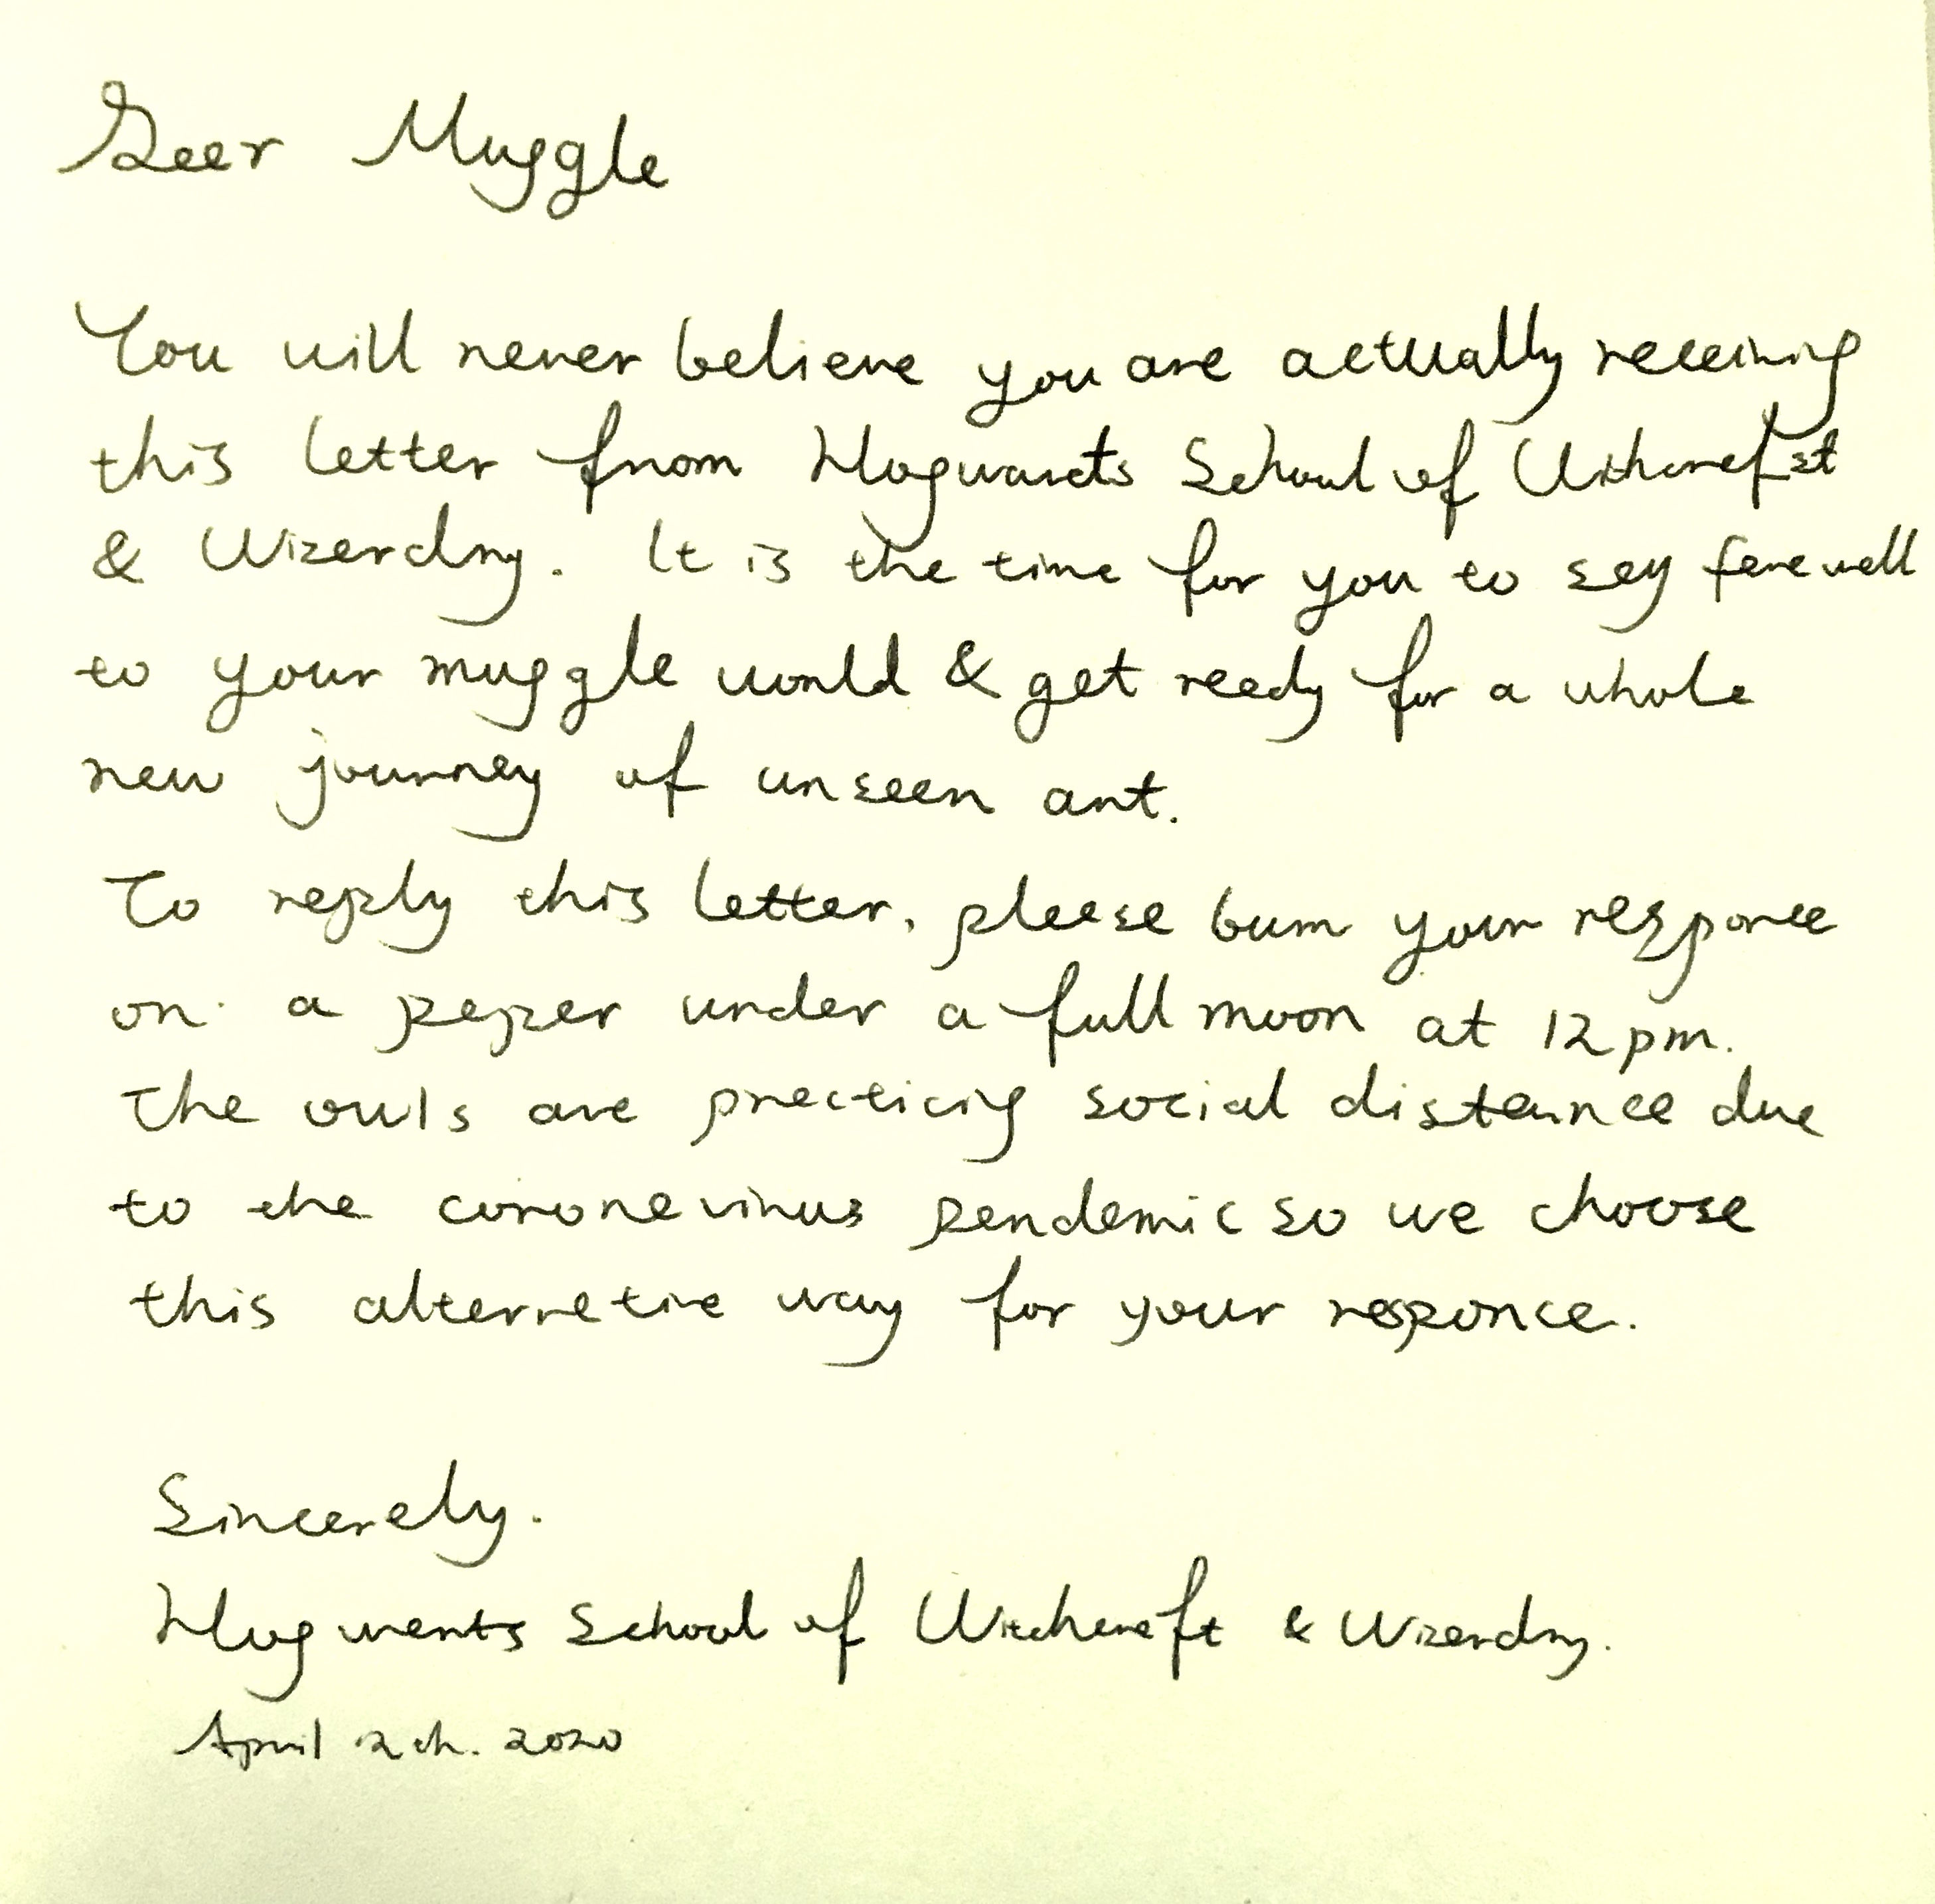 Dear Muggle
You will never believe you are actually receiving
this letter from Hogwarts School of Witchcraft
& Wizardry. It is the time for you to say farewell
to your muggle world & get ready for a whole
new journey of unseen art.
To reply this letter, please burn your responce
on a paper under a full moon at 12 pm.
The owls are practicing social distance due
to the coronavirus pandemic so we choose
this alternative way for your responce.
Sincerely.
Hogwarts School of Witchcraft & Wizardry.
April 2th. 2020